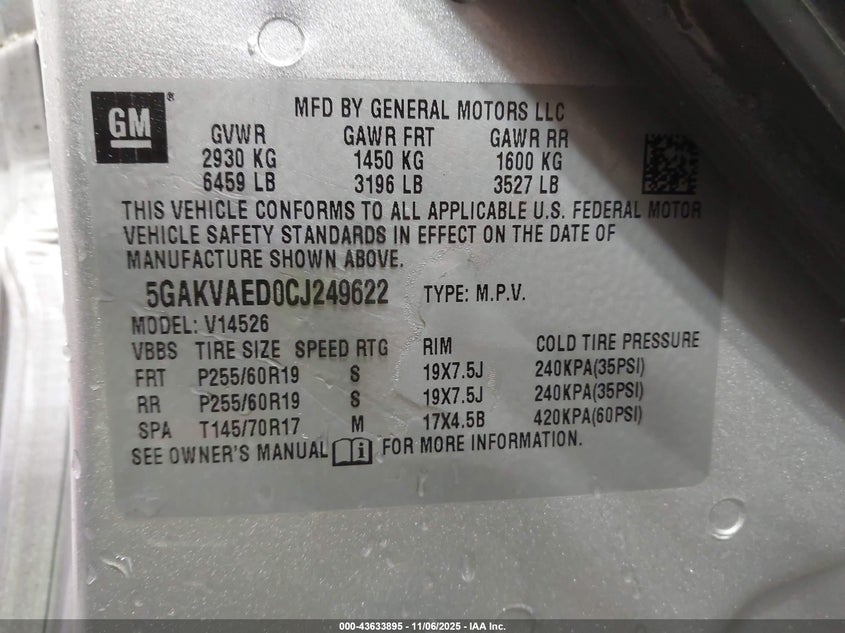 GM ®
MFD BY GENERAL MOTORS LLC
GVWR GAWR FRT GAWR RR
2930 KG 1450 KG 1600 KG
6459 LB 3196 LB 3527 LB
THIS VEHICLE CONFORMS TO ALL APPLICABLE U.S. FEDERAL MOTOR
VEHICLE SAFETY STANDARDS IN EFFECT ON THE DATE OF
MANUFACTURE SHOWN ABOVE.
5GAKVAED0CJ249622 TYPE: M.P.V.
MODEL: V14526
VBBS TIRE SIZE SPEED RTG RIM COLD TIRE PRESSURE
FRT P255/60R19 S 19X7.5J 240KPA(35PSI)
RR P255/60R19 S 19X7.5J 240KPA(35PSI)
SPA T145/70R17 M 17X4.5B 420KPA(60PSI)
SEE OWNER'S MANUAL i FOR MORE INFORMATION.
000-43633895 - 11/06/2025 - IAA Inc.